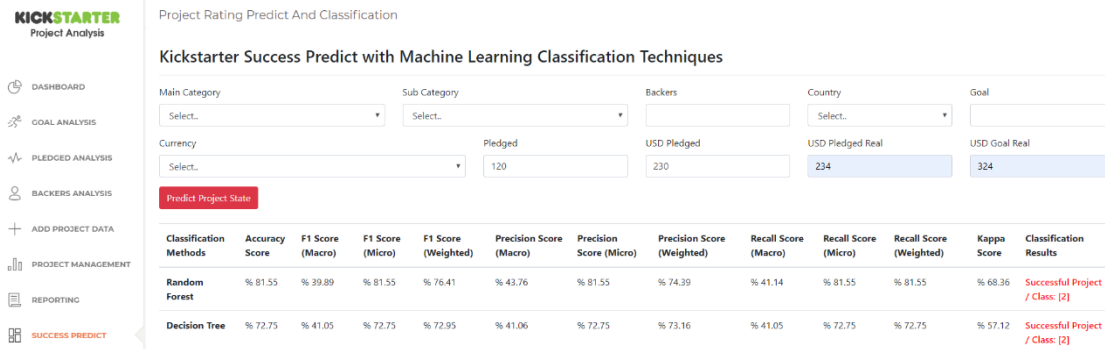 KICKSTARTER
Project Analysis
DASHBOARD
GOAL ANALYSIS
PLEDGED ANALYSIS
BACKERS ANALYSIS
ADD PROJECT DATA
PROJECT MANAGEMENT
REPORTING
SUCCESS PREDICT
Project Rating Predict And Classification
Kickstarter Success Predict with Machine Learning Classification Techniques
Main Category Sub Category Backers Country Goal
Select.. Select.. Select..
Currency Pledged USD Pledged USD Pledged Real USD Goal Real
Select.. 120 230 234 324
Predict Project State
Classification Accuracy F1 Score F1 Score F1 Score Precision Score Precision Precision Score Recall Score Recall Score Recall Score Kappa Classification
Methods Score (Macro) (Micro) (Weighted) (Macro) Score (Micro) (Weighted) (Macro) (Micro) (Weighted) Score Results
Random % 81.55 % 39.89 % 81.55 % 76.41 % 43.76 % 81.55 % 74.39 % 41.14 % 81.55 % 81.55 % 68.36 Successful Project
Forest / Class: [2]
Decision Tree % 72.75 % 41.05 % 72.75 % 72.95 % 41.06 % 72.75 % 73.16 % 41.05 % 72.75 % 72.75 % 57.12 Successful Project
/ Class: [2]